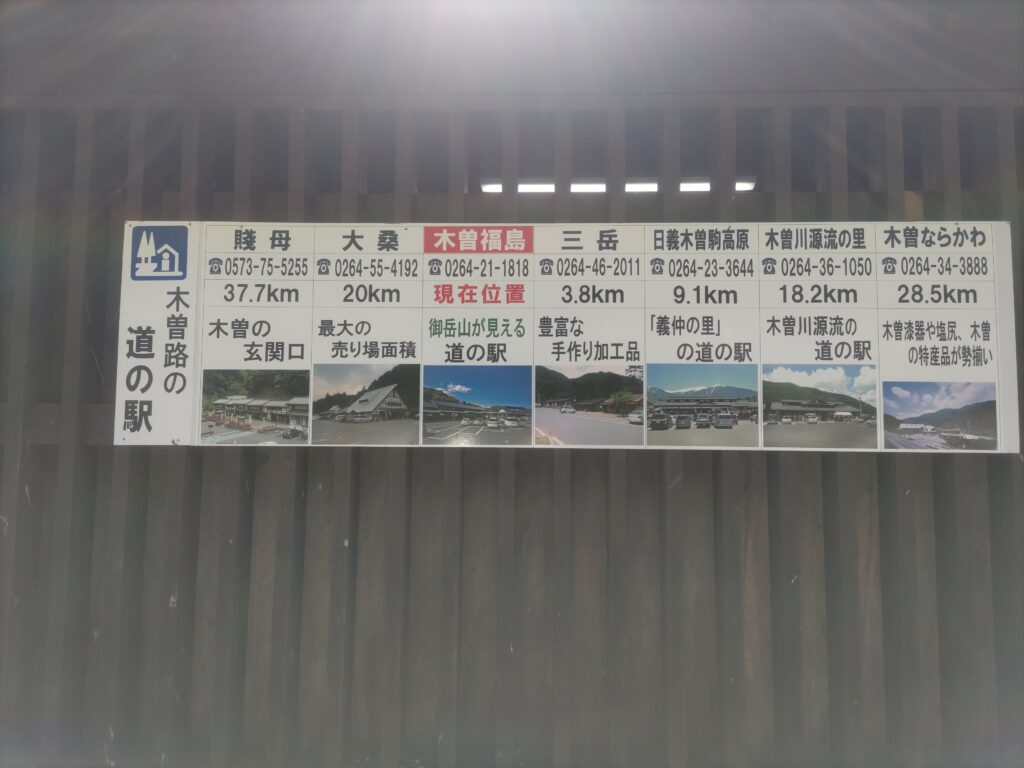 木曽路の
道の駅
賤母
☎0573-75-5255
37.7km
木曽の
玄関口
大桑
☎0264-55-4192
20km
最大の
売り場面積
木曽福島
☎0264-21-1818
現在位置
御岳山が見える
道の駅
三岳
☎0264-46-2011
3.8km
豊富な
手作り加工品
日義木曽駒高原
☎0264-23-3644
9.1km
「義仲の里」
の道の駅
木曽川源流の里
☎0264-36-1050
18.2km
木曽川源流の
道の駅
木曽ならかわ
☎0264-34-3888
28.5km
木曽漆器や塩尻、木曽
の特産品が勢揃い